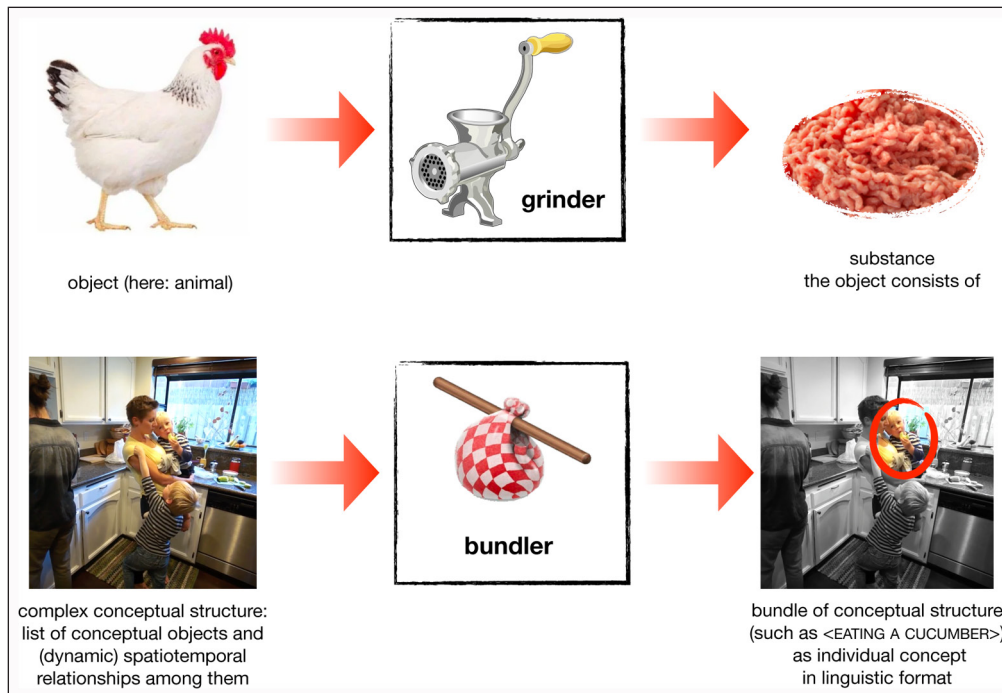 grinder
object (here: animal)
substance
the object consists of
bundler
complex conceptual structure:
list of conceptual objects and
(dynamic) spatiotemporal
relationships among them
bundle of conceptual structure
(such as <EATING A CUCUMBER>)
as individual concept
in linguistic format